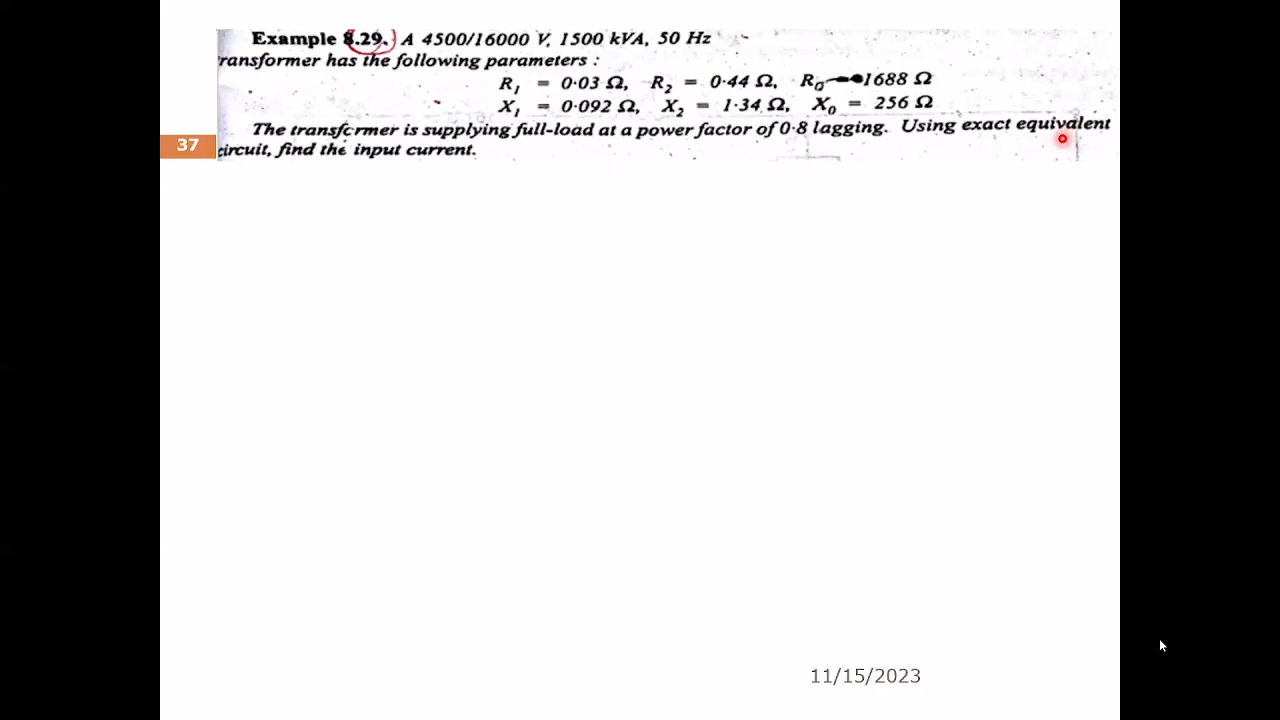 Example 8.29. A 4500/16000 V, 1500 kVA, 50 Hz
ransformer has the following parameters :
R₁ = 0·03 Ω, R₂ = 0·44 Ω, R₀ 1688 Ω
X₁ = 0·092 Ω, X₂ = 1·34 Ω, X₀ = 256 Ω
The transformer is supplying full-load at a power factor of 0·8 lagging. Using exact equivalent
circuit, find the input current.
37
11/15/2023